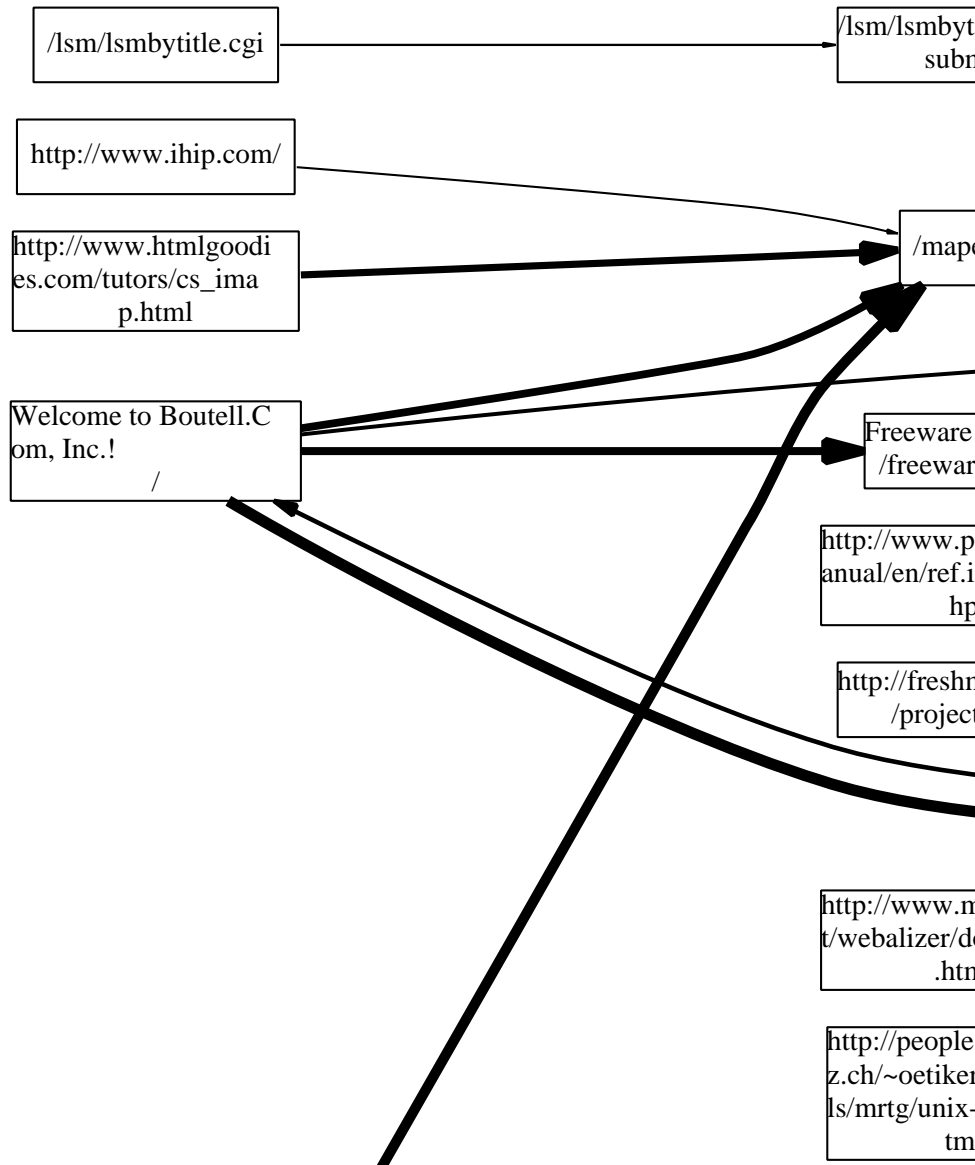 /lsm/lsmbytitle.cgi
/lsm/lsmbyt
subm
http://www.ihip.com/
/mape
http://www.htmlgoodi
es.com/tutors/cs_ima
p.html
Welcome to Boutell.C
om, Inc.!
/
Freeware
/freewar
http://www.p
anual/en/ref.i
hp
http://freshm
/project
http://www.m
t/webalizer/do
.htm
http://people
z.ch/~oetiker
ls/mrtg/unix-
tm